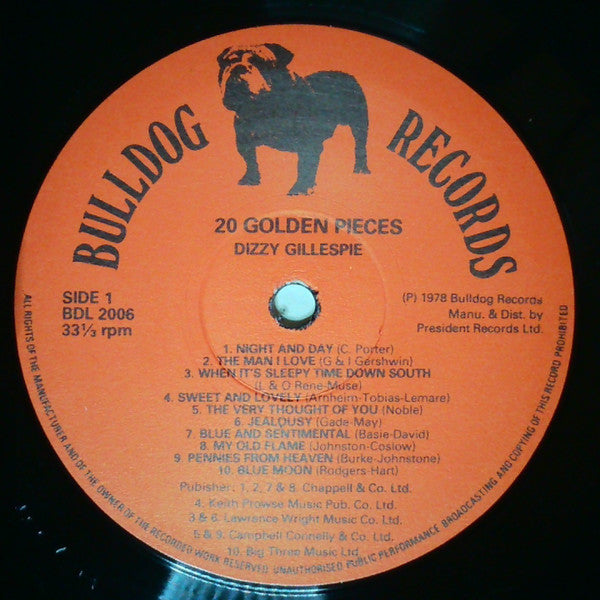 BULLDOG RECORDS
20 GOLDEN PIECES
DIZZY GILLESPIE
SIDE 1
BDL 2006
33⅓ rpm
(P) 1978 Bulldog Records
Manu. & Dist. by
President Records Ltd.
1. NIGHT AND DAY (C. Porter)
2. THE MAN I LOVE (G & I Gershwin)
3. WHEN IT'S SLEEPY TIME DOWN SOUTH
(L & O Rene-Muse)
4. SWEET AND LOVELY (Arnheim-Tobias-Lemare)
5. THE VERY THOUGHT OF YOU (Noble)
6. JEALOUSY (Gade-May)
7. BLUE AND SENTIMENTAL (Basie-David)
8. MY OLD FLAME (Johnston-Coslow)
9. PENNIES FROM HEAVEN (Burke-Johnstone)
10. BLUE MOON (Rodgers-Hart)
Pubisher: 1, 2, 7 & 8. Chappell & Co. Ltd.
4: Keith Prowse Music Pub. Co. Ltd.
3 & 6. Lawrence Wright Music Co. Ltd.
5 & 9. Campbell Connelly & Co. Ltd.
10. Big Three Music Ltd.
ALL RIGHTS OF THE MANUFACTURER AND OF THE OWNER OF THE RECORDED WORK RESERVED. UNAUTHORISED PUBLIC PERFORMANCE BROADCASTING AND COPYING OF THIS RECORD PROHIBITED